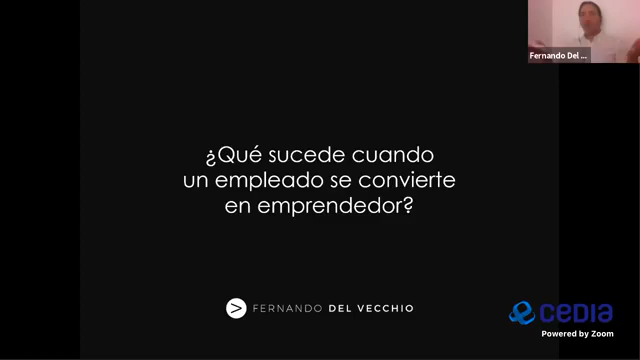 Fernando Del ...
¿Qué sucede cuando
un empleado se convierte
en emprendedor?
FERNANDO DEL VECCHIO
cedia
Powered by Zoom